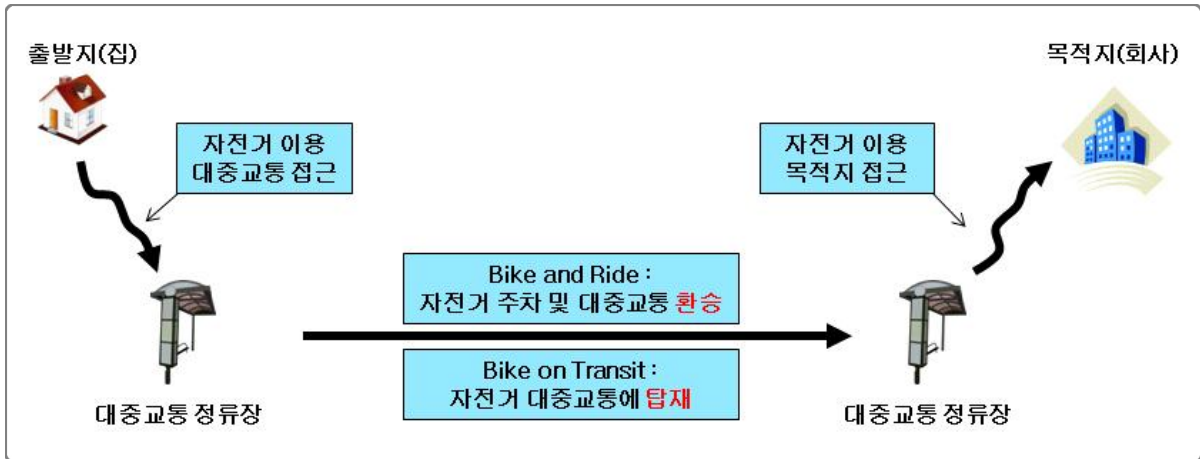 출발지(집)
목적지(회사)
자전거 이용
대중교통 접근
자전거 이용
목적지 접근
Bike and Ride :
자전거 주차 및 대중교통 환승
Bike on Transit :
자전거 대중교통에 탑재
대중교통 정류장
대중교통 정류장